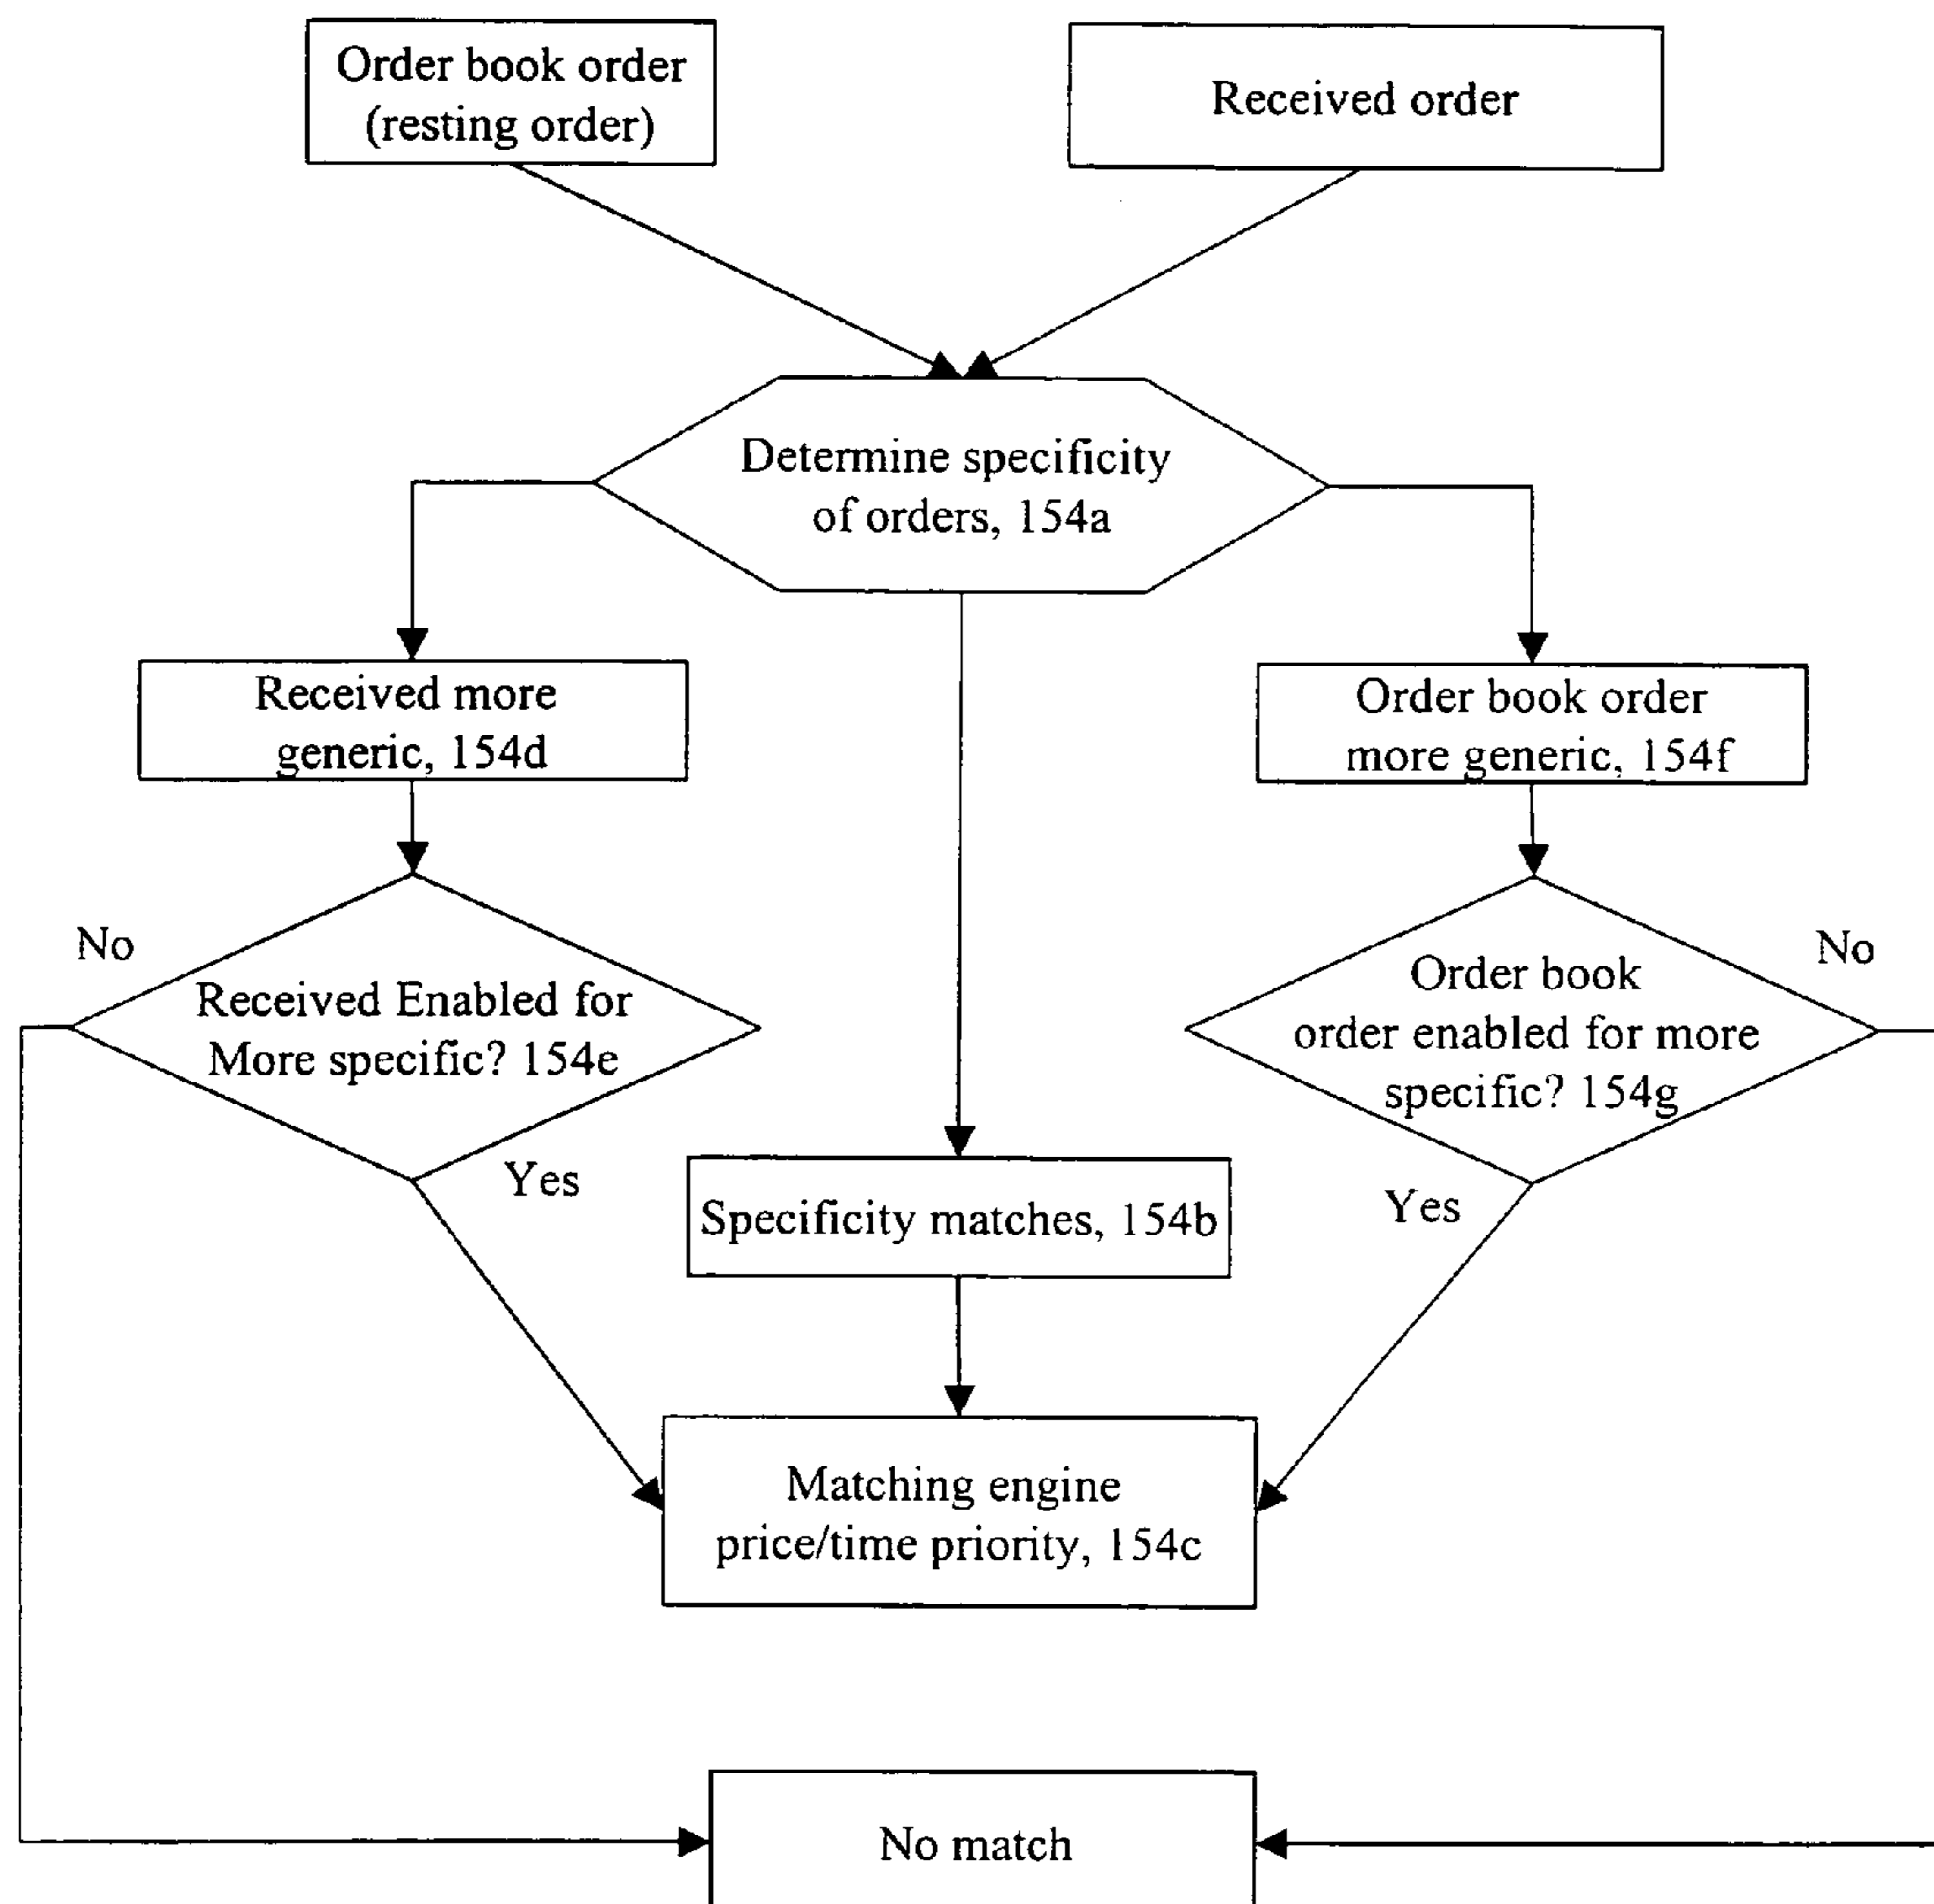 Order book order
(resting order)
Received order
Determine specificity
of orders, 154a
Received more
generic, 154d
Order book order
more generic, 154f
No
Received Enabled for
More specific? 154e
Yes
No
Order book
order enabled for more
specific? 154g
Yes
Specificity matches, 154b
Matching engine
price/time priority, 154c
No match